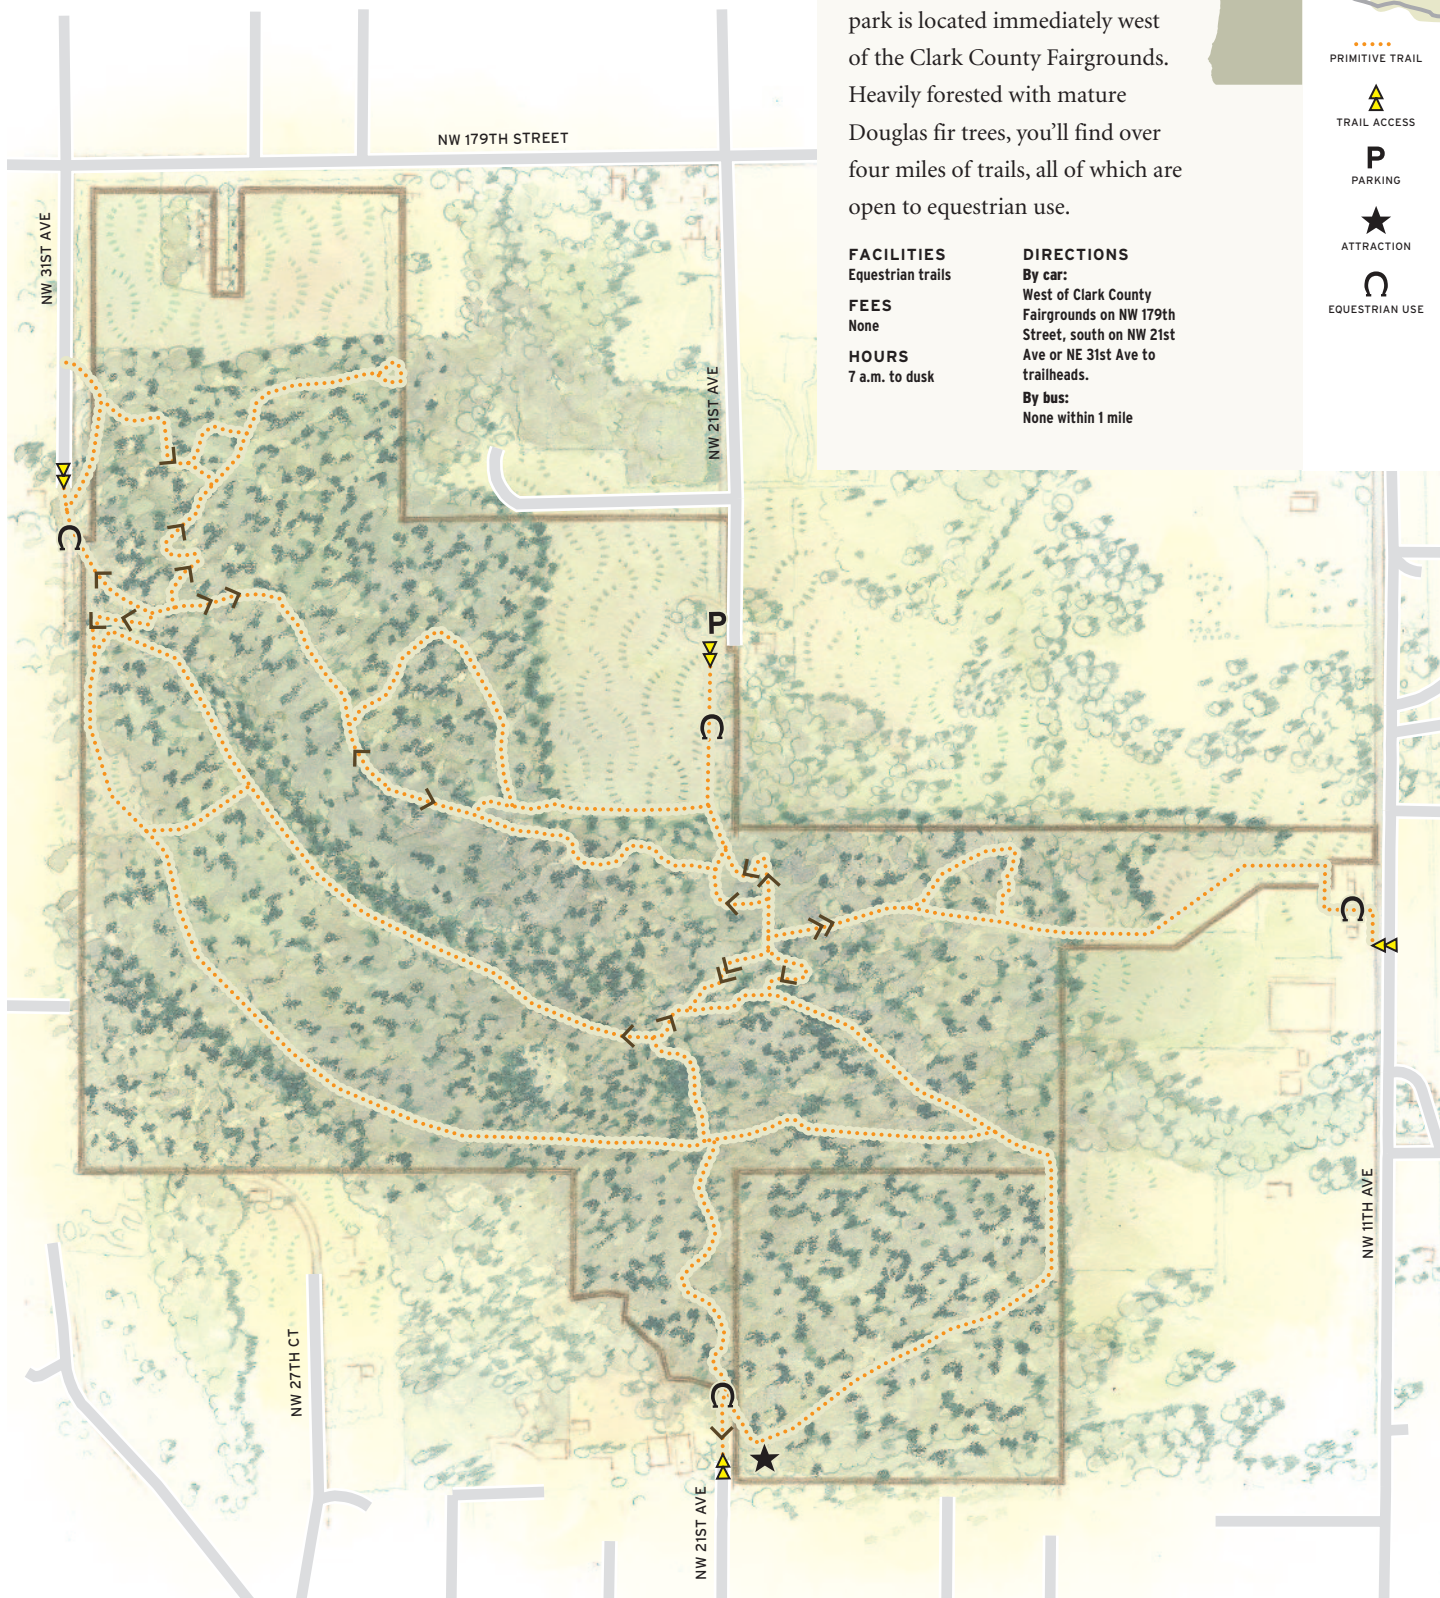 park is located immediately west
of the Clark County Fairgrounds.
Heavily forested with mature
Douglas fir trees, you’ll find over
four miles of trails, all of which are
open to equestrian use.
FACILITIES
Equestrian trails
FEES
None
HOURS
7 a.m. to dusk
DIRECTIONS
By car:
West of Clark County
Fairgrounds on NW 179th
Street, south on NW 21st
Ave or NE 31st Ave to
trailheads.
By bus:
None within 1 mile
PRIMITIVE TRAIL
TRAIL ACCESS
P
PARKING
ATTRACTION
EQUESTRIAN USE
NW 179TH STREET
NW 31ST AVE
NW 21ST AVE
P
NW 11TH AVE
NW 27TH CT
NW 21ST AVE